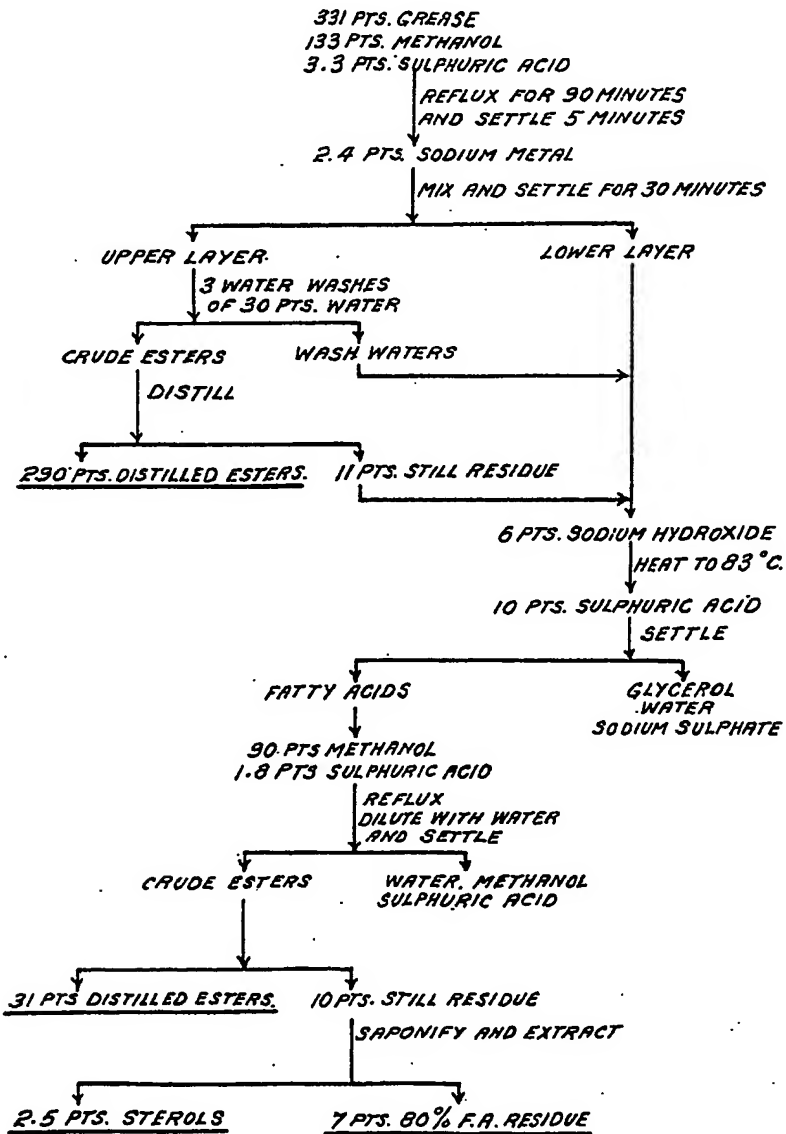 331 PTS. GREASE
133 PTS. METHANOL
3.3 PTS. SULPHURIC ACID
REFLUX FOR 90 MINUTES
AND SETTLE 5 MINUTES
2.4 PTS. SODIUM METAL
MIX AND SETTLE FOR 30 MINUTES
UPPER LAYER.
LOWER LAYER
3 WATER WASHES
OF 30 PTS. WATER
CRUDE ESTERS
WASH WATERS
DISTILL
290 PTS. DISTILLED ESTERS.
11 PTS. STILL RESIDUE
6 PTS. SODIUM HYDROXIDE
HEAT TO 83°C.
10 PTS. SULPHURIC ACID
SETTLE
FATTY ACIDS
GLYCEROL
WATER
SODIUM SULPHATE
90 PTS METHANOL
1.8 PTS SULPHURIC ACID
REFLUX
DILUTE WITH WATER
AND SETTLE
CRUDE ESTERS
WATER, METHANOL
SULPHURIC ACID
31 PTS DISTILLED ESTERS.
10 PTS. STILL RESIDUE
SAPONIFY AND EXTRACT
2.5 PTS. STEROLS
7 PTS. 80% F.A. RESIDUE